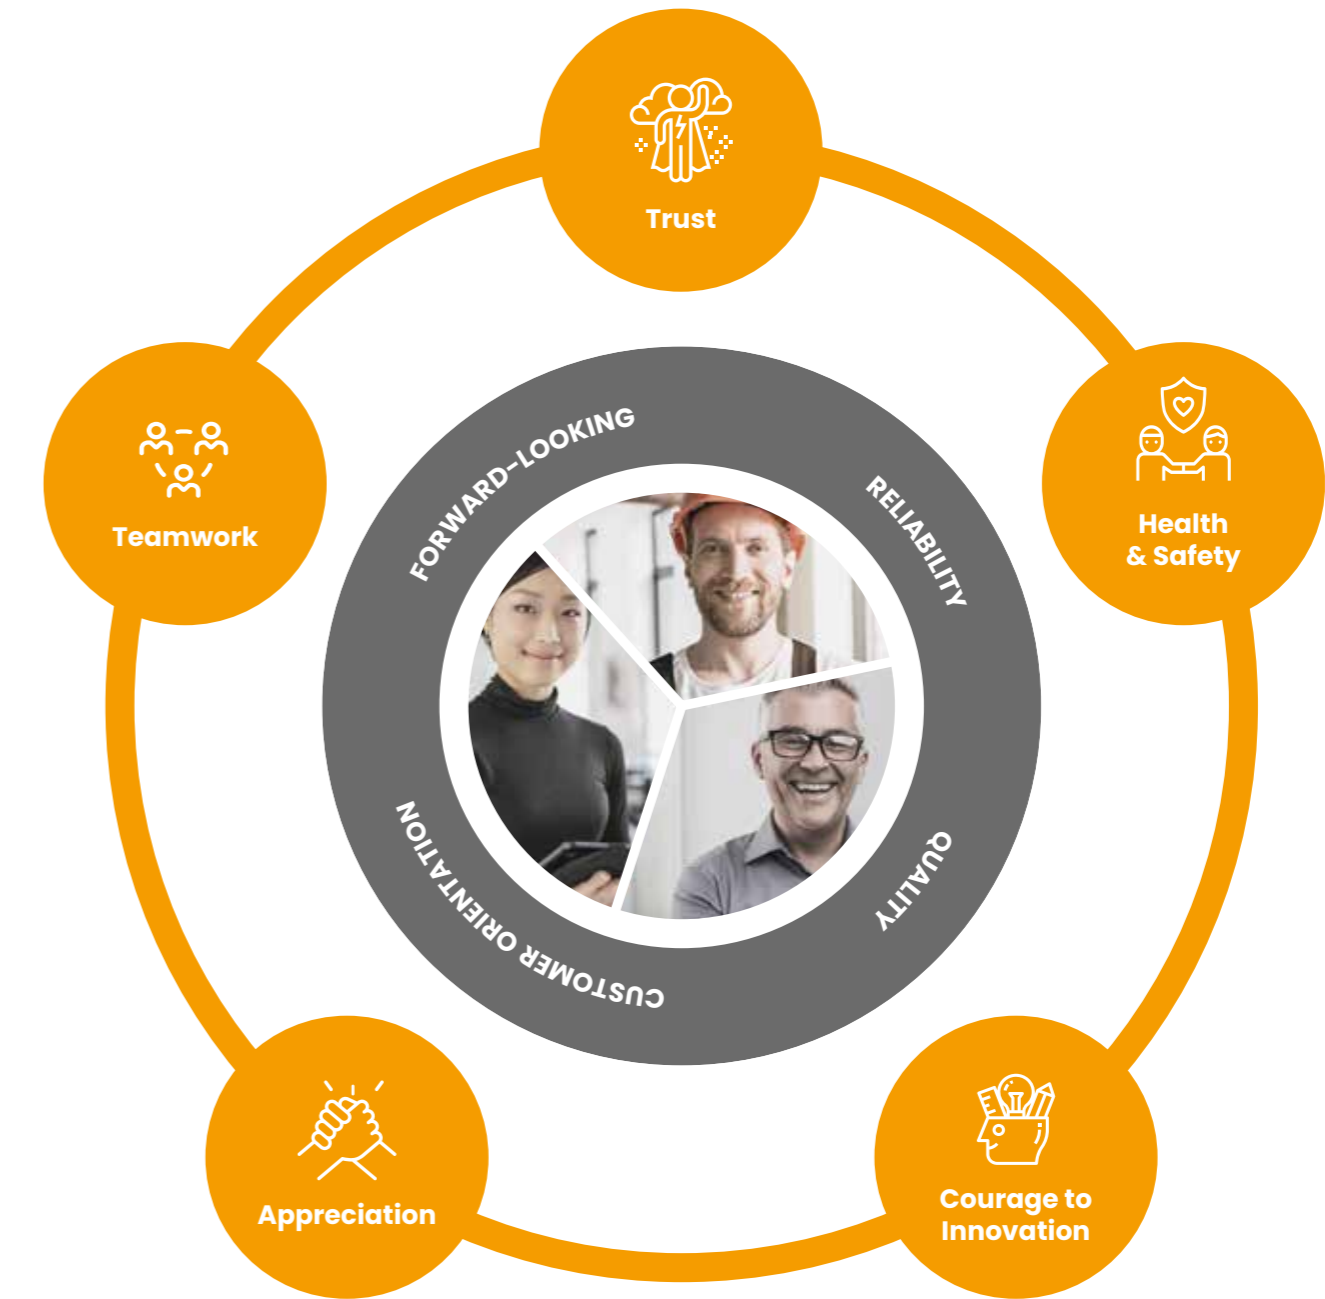 Trust
FORWARD-LOOKING
RELIABILITY
Teamwork
Health
& Safety
CUSTOMER ORIENTATION
QUALITY
Appreciation
Courage to
Innovation